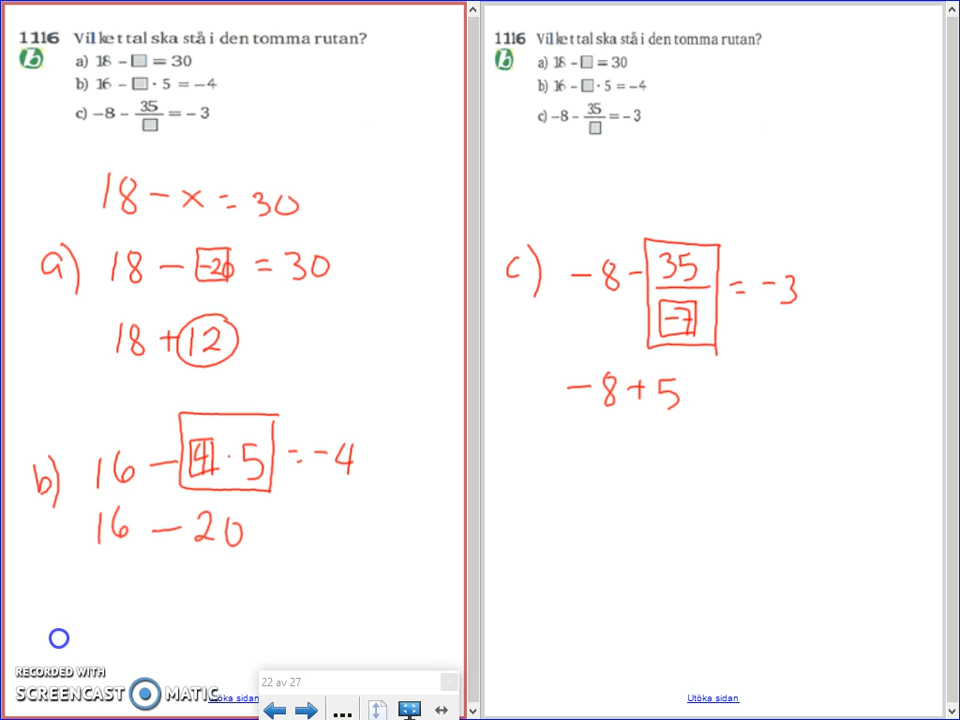 1116 Vilket tal ska stå i den tomma rutan?
b
a) 18 - □ = 30
b) 16 - □ · 5 = -4
c) -8 - 35/□ = -3
18 - x = 30
a) 18 - -20 = 30
18 + 12
b) 16 - 4 · 5 = -4
16 - 20
RECORDED WITH
SCREENCAST MATIC
Utöka sidan
22 av 27
1116 Vilket tal ska stå i den tomma rutan?
b
a) 18 - □ = 30
b) 16 - □ · 5 = -4
c) -8 - 35/□ = -3
c) -8 - 35/-7 = -3
-8 + 5
Utöka sidan